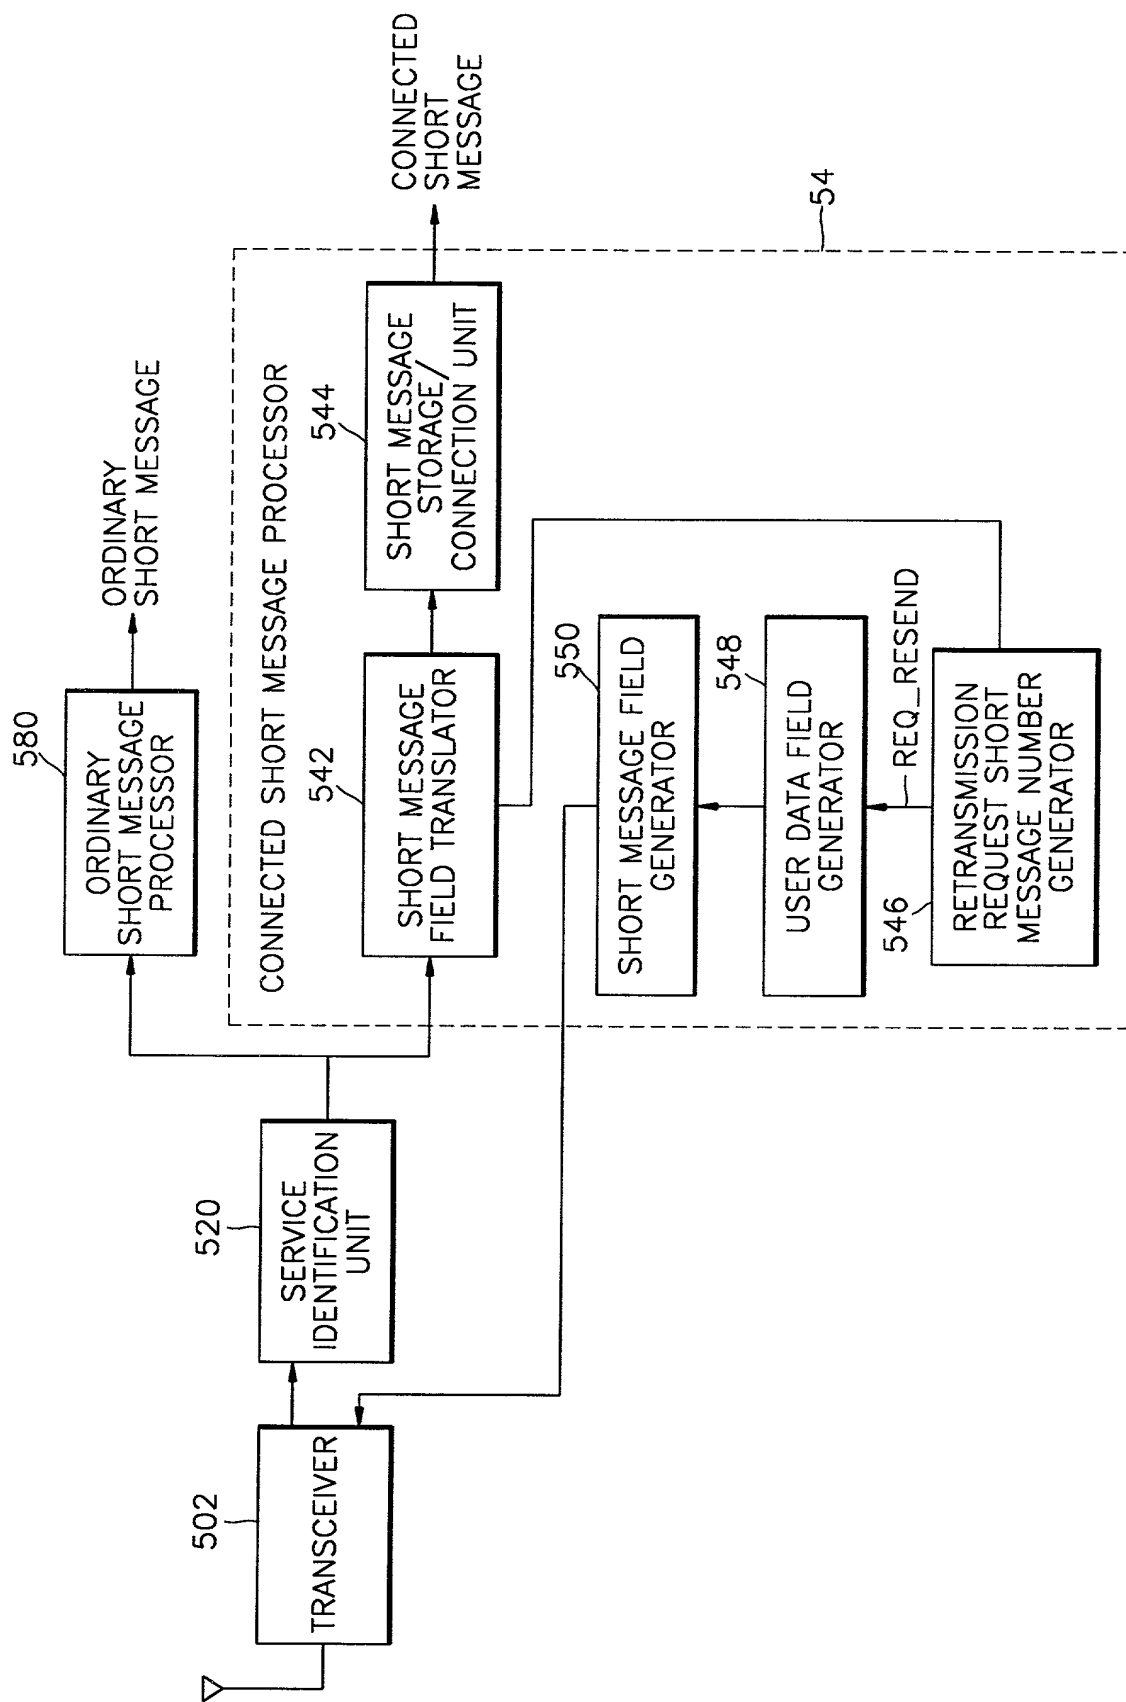 580
ORDINARY
SHORT MESSAGE
PROCESSOR
ORDINARY
SHORT MESSAGE
502
TRANSCEIVER
520
SERVICE
IDENTIFICATION
UNIT
CONNECTED SHORT MESSAGE PROCESSOR
542
SHORT MESSAGE
FIELD TRANSLATOR
544
SHORT MESSAGE
STORAGE/
CONNECTION UNIT
CONNECTED
SHORT
MESSAGE
550
SHORT MESSAGE FIELD
GENERATOR
548
USER DATA FIELD
GENERATOR
REQ_RESEND
546
RETRANSMISSION
REQUEST SHORT
MESSAGE NUMBER
GENERATOR
54